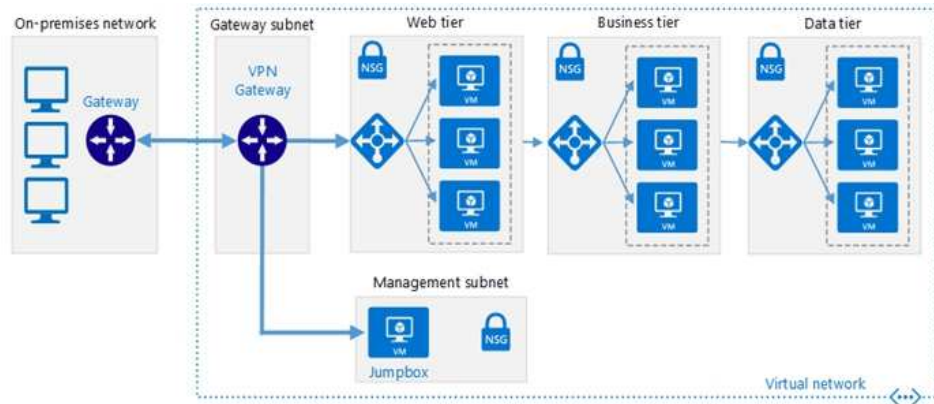 On-premises network
Gateway subnet
Web tier
Business tier
Data tier
Gateway
VPN
Gateway
NSG
VM
VM
VM
NSG
VM
VM
VM
NSG
VM
VM
VM
Management subnet
VM
Jumpbox
NSG
Virtual network